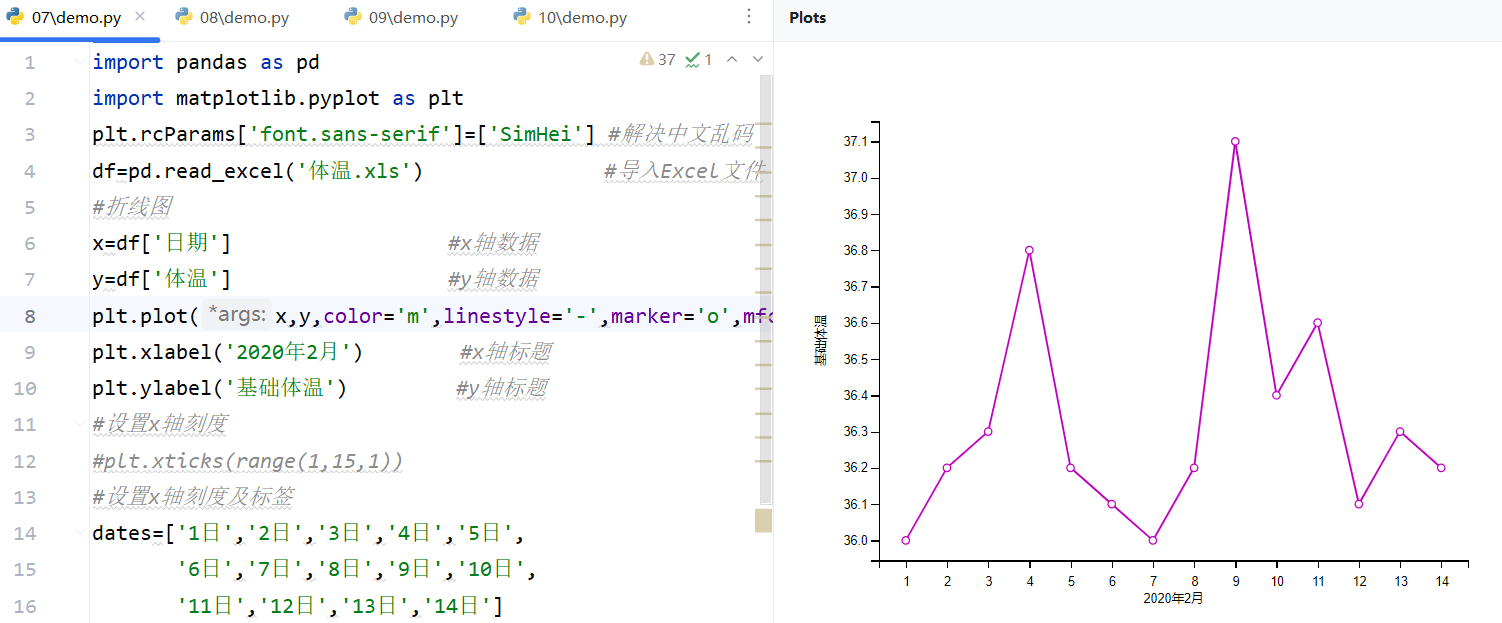 07\demo.py 08\demo.py 09\demo.py 10\demo.py
37 1
1 import pandas as pd
2 import matplotlib.pyplot as plt
3 plt.rcParams['font.sans-serif']=['SimHei'] #解决中文乱码
4 df=pd.read_excel('体温.xls') #导入Excel文件
5 #折线图
6 x=df['日期'] #x轴数据
7 y=df['体温'] #y轴数据
8 plt.plot( *args: x,y,color='m',linestyle='-',marker='o',mfc
9 plt.xlabel('2020年2月') #x轴标题
10 plt.ylabel('基础体温') #y轴标题
11 #设置x轴刻度
12 #plt.xticks(range(1,15,1))
13 #设置x轴刻度及标签
14 dates=['1日','2日','3日','4日','5日',
15 '6日','7日','8日','9日','10日',
16 '11日','12日','13日','14日']
Plots
37.1
37.0
36.9
36.8
36.7
36.6
36.5
36.4
36.3
36.2
36.1
36.0
基础体温
1 2 3 4 5 6 7 8 9 10 11 12 13 14
2020年2月